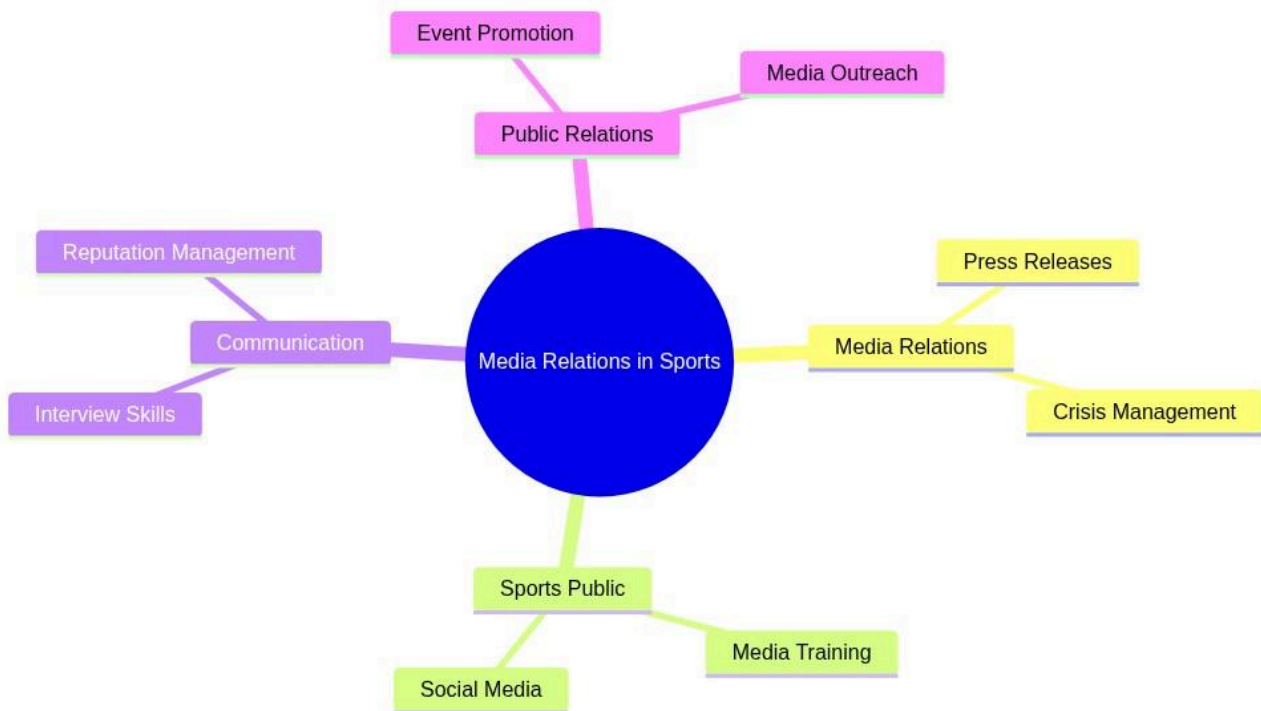 Event Promotion
Media Outreach
Public Relations
Reputation Management
Press Releases
Communication
Media Relations in Sports
Media Relations
Interview Skills
Crisis Management
Sports Public
Media Training
Social Media